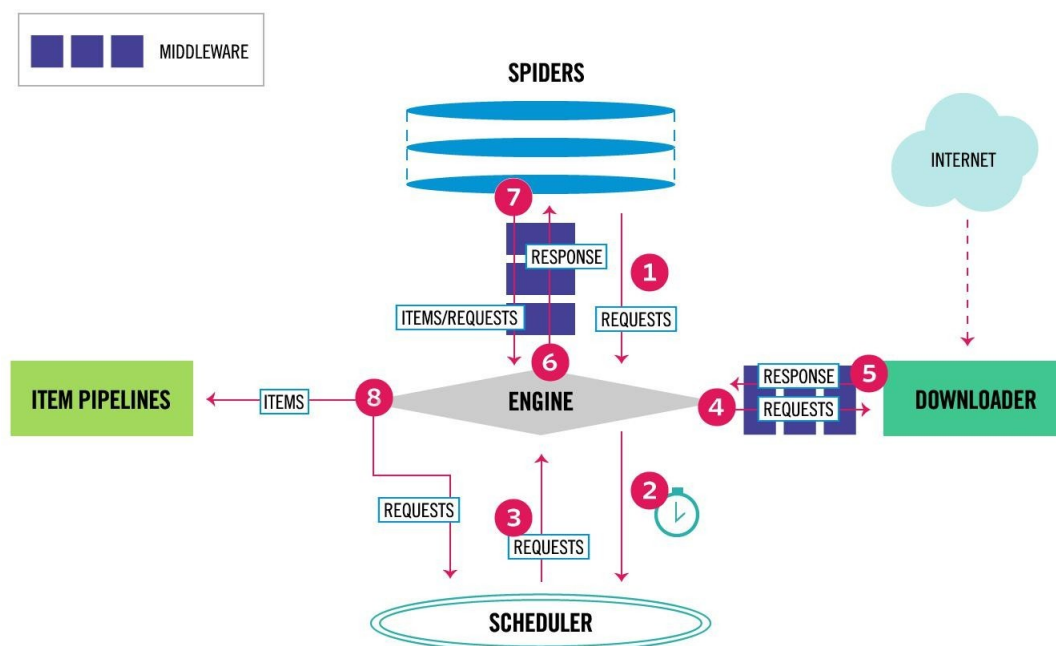 MIDDLEWARE
SPIDERS
INTERNET
7
RESPONSE
1
ITEMS/REQUESTS
REQUESTS
6
5
RESPONSE
ITEM PIPELINES
ITEMS
8
ENGINE
4
REQUESTS
DOWNLOADER
2
REQUESTS
3
REQUESTS
SCHEDULER